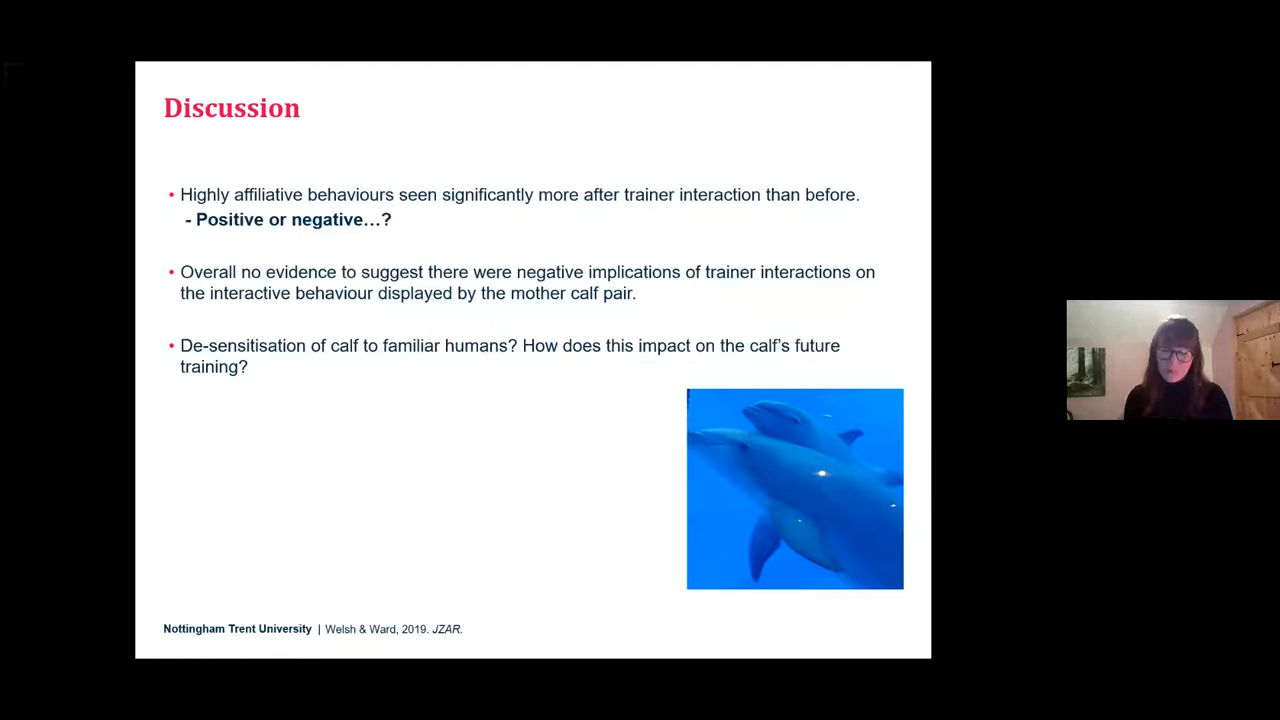 Discussion
• Highly affiliative behaviours seen significantly more after trainer interaction than before.
- Positive or negative…?
• Overall no evidence to suggest there were negative implications of trainer interactions on
the interactive behaviour displayed by the mother calf pair.
• De-sensitisation of calf to familiar humans? How does this impact on the calf's future
training?
Nottingham Trent University | Welsh & Ward, 2019. JZAR.